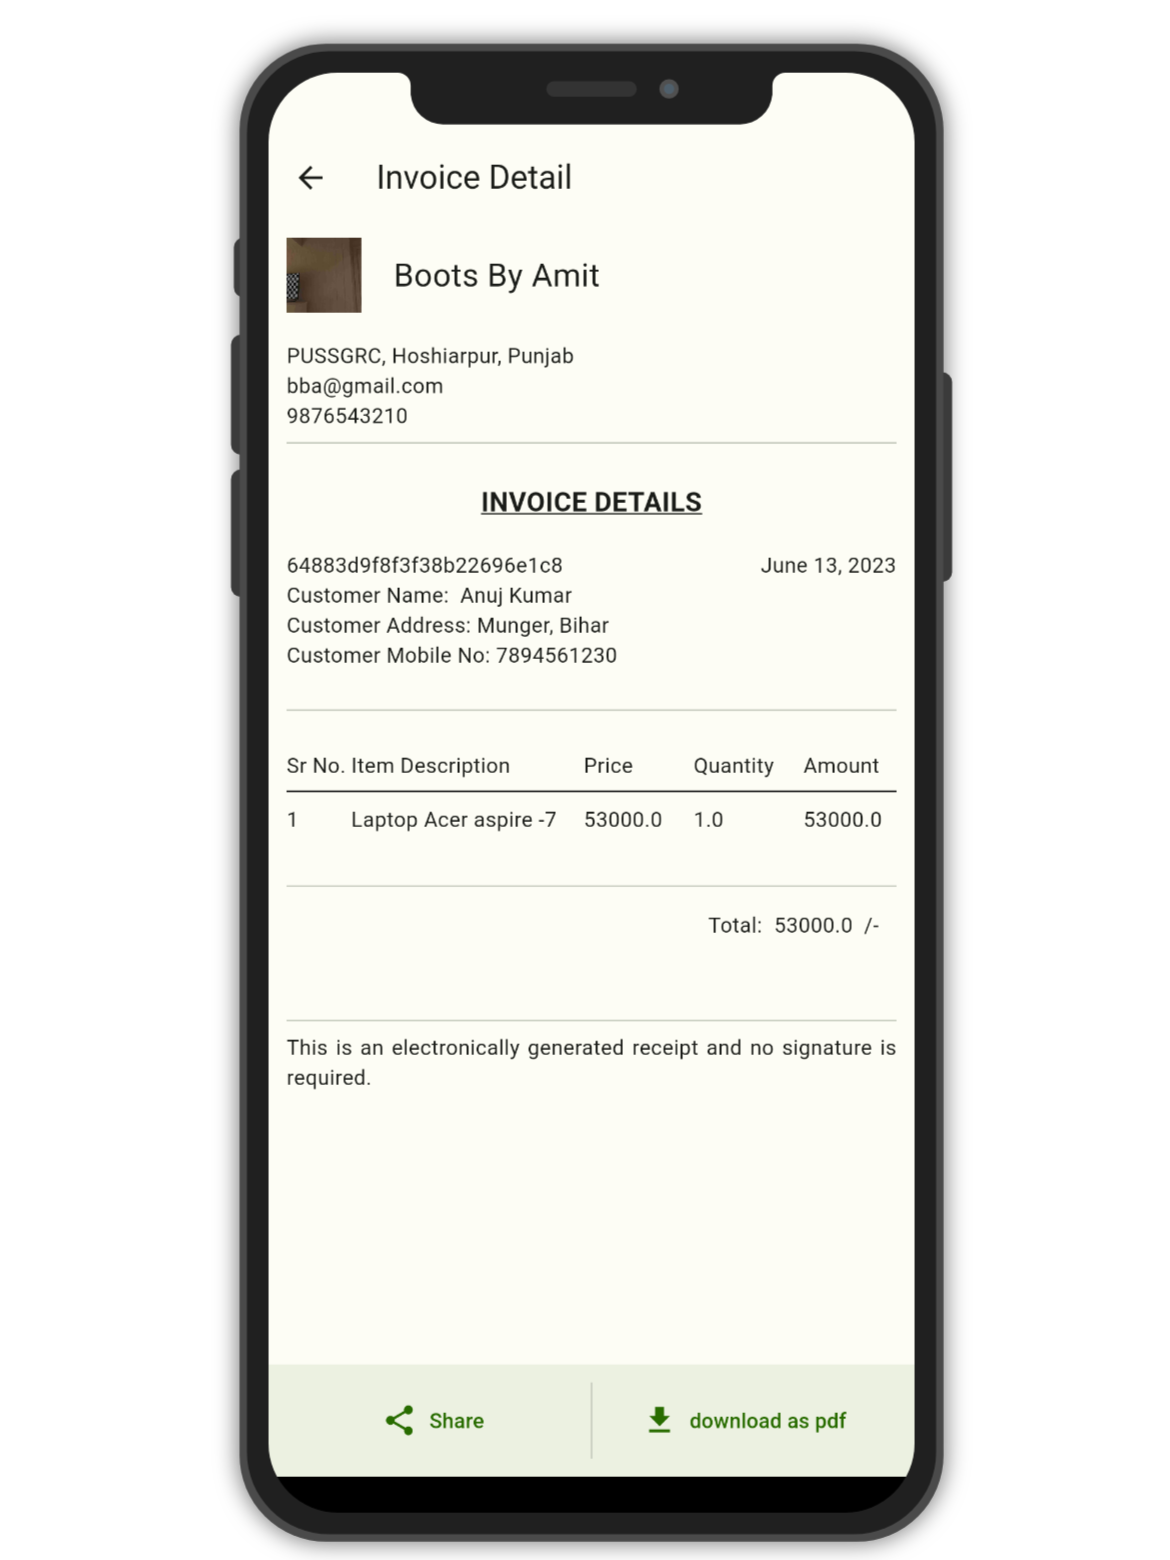 Invoice Detail
Boots By Amit
PUSSGRC, Hoshiarpur, Punjab
bba@gmail.com
9876543210
INVOICE DETAILS
64883d9f8f3f38b22696e1c8 June 13, 2023
Customer Name: Anuj Kumar
Customer Address: Munger, Bihar
Customer Mobile No: 7894561230
Sr No. Item Description Price Quantity Amount
1 Laptop Acer aspire -7 53000.0 1.0 53000.0
Total: 53000.0 /-
This is an electronically generated receipt and no signature is
required.
Share download as pdf